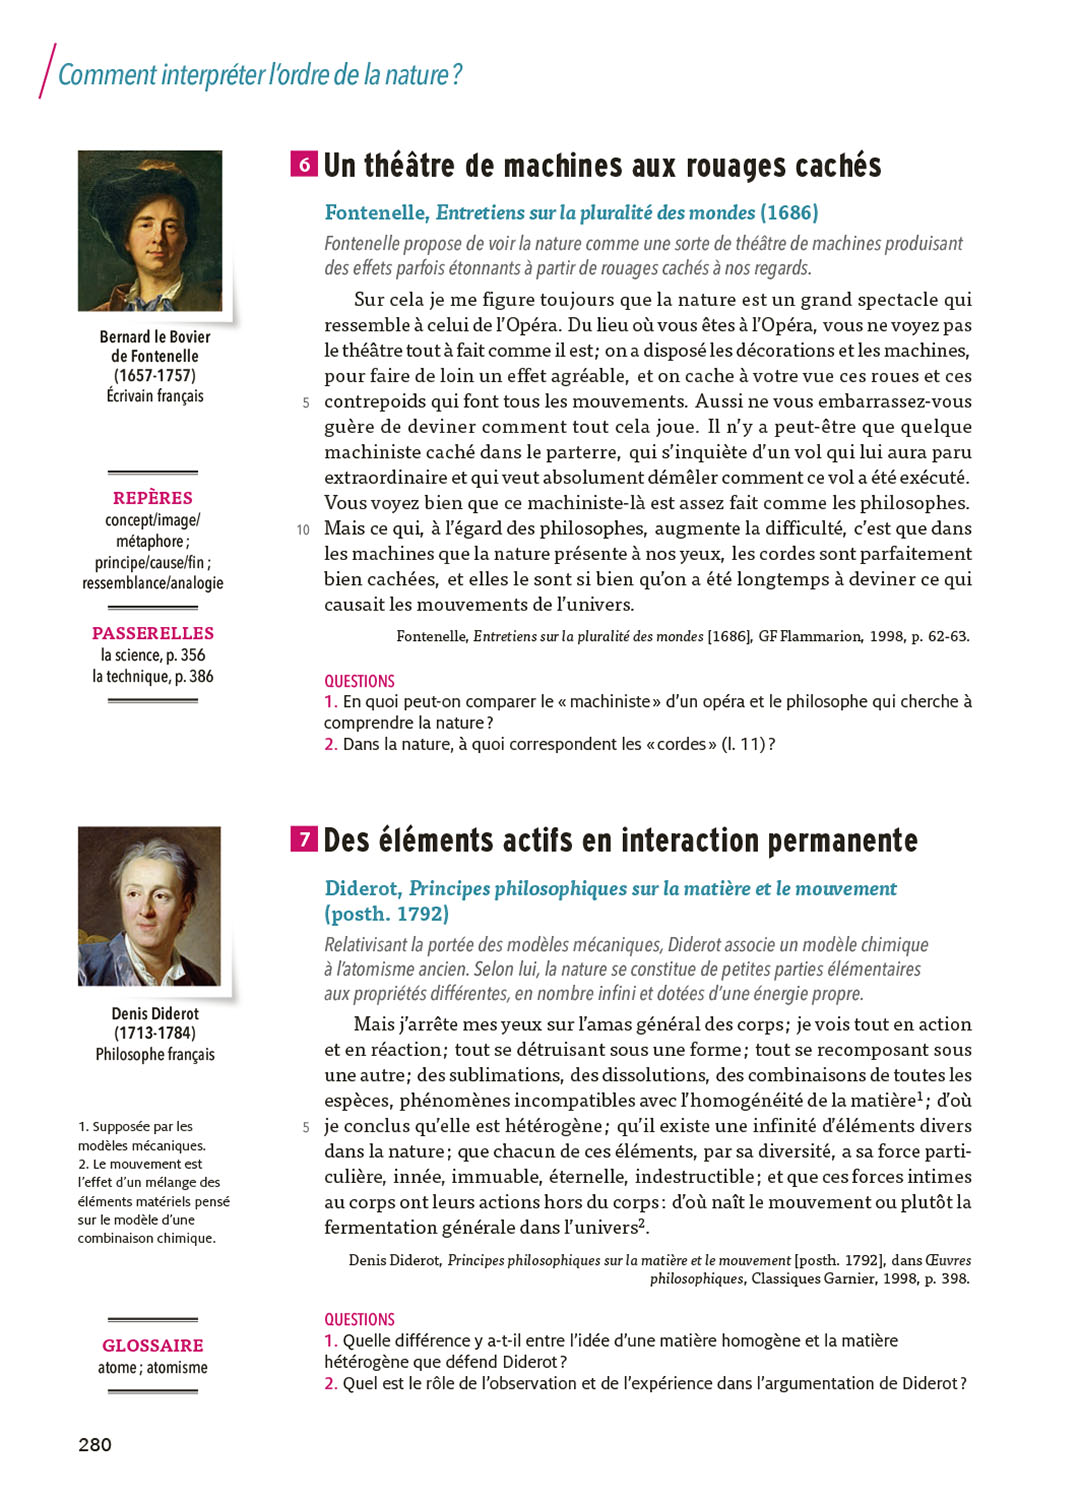 Comment interpréter l'ordre de la nature ?
6 Un théâtre de machines aux rouages cachés
Fontenelle, Entretiens sur la pluralité des mondes (1686)
Fontenelle propose de voir la nature comme une sorte de théâtre de machines produisant
des effets parfois étonnants à partir de rouages cachés à nos regards.
Sur cela je me figure toujours que la nature est un grand spectacle qui
ressemble à celui de l'Opéra. Du lieu où vous êtes à l'Opéra, vous ne voyez pas
le théâtre tout à fait comme il est ; on a disposé les décorations et les machines,
pour faire de loin un effet agréable, et on cache à votre vue ces roues et ces
5 contrepoids qui font tous les mouvements. Aussi ne vous embarrassez-vous
guère de deviner comment tout cela joue. Il n'y a peut-être que quelque
machiniste caché dans le parterre, qui s'inquiète d'un vol qui lui aura paru
extraordinaire et qui veut absolument démêler comment ce vol a été exécuté.
Vous voyez bien que ce machiniste-là est assez fait comme les philosophes.
10 Mais ce qui, à l'égard des philosophes, augmente la difficulté, c'est que dans
les machines que la nature présente à nos yeux, les cordes sont parfaitement
bien cachées, et elles le sont si bien qu'on a été longtemps à deviner ce qui
causait les mouvements de l'univers.
Fontenelle, Entretiens sur la pluralité des mondes [1686], GF Flammarion, 1998, p. 62-63.
QUESTIONS
1. En quoi peut-on comparer le « machiniste » d'un opéra et le philosophe qui cherche à
comprendre la nature ?
2. Dans la nature, à quoi correspondent les « cordes » (l. 11) ?
Bernard le Bovier
de Fontenelle
(1657-1757)
Écrivain français
REPÈRES
concept/image/
métaphore ;
principe/cause/fin ;
ressemblance/analogie
PASSERELLES
la science, p. 356
la technique, p. 386
7 Des éléments actifs en interaction permanente
Diderot, Principes philosophiques sur la matière et le mouvement
(posth. 1792)
Relativisant la portée des modèles mécaniques, Diderot associe un modèle chimique
à l'atomisme ancien. Selon lui, la nature se constitue de petites parties élémentaires
aux propriétés différentes, en nombre infini et dotées d'une énergie propre.
Mais j'arrête mes yeux sur l'amas général des corps ; je vois tout en action
et en réaction ; tout se détruisant sous une forme ; tout se recomposant sous
une autre ; des sublimations, des dissolutions, des combinaisons de toutes les
espèces, phénomènes incompatibles avec l'homogénéité de la matière¹ ; d'où
5 je conclus qu'elle est hétérogène ; qu'il existe une infinité d'éléments divers
dans la nature ; que chacun de ces éléments, par sa diversité, a sa force parti-
culière, innée, immuable, éternelle, indestructible ; et que ces forces intimes
au corps ont leurs actions hors du corps : d'où naît le mouvement ou plutôt la
fermentation générale dans l'univers².
Denis Diderot, Principes philosophiques sur la matière et le mouvement [posth. 1792], dans Œuvres
philosophiques, Classiques Garnier, 1998, p. 398.
QUESTIONS
1. Quelle différence y a-t-il entre l'idée d'une matière homogène et la matière
hétérogène que défend Diderot ?
2. Quel est le rôle de l'observation et de l'expérience dans l'argumentation de Diderot ?
Denis Diderot
(1713-1784)
Philosophe français
1. Supposée par les
modèles mécaniques.
2. Le mouvement est
l'effet d'un mélange des
éléments matériels pensé
sur le modèle d'une
combinaison chimique.
GLOSSAIRE
atome ; atomisme
280